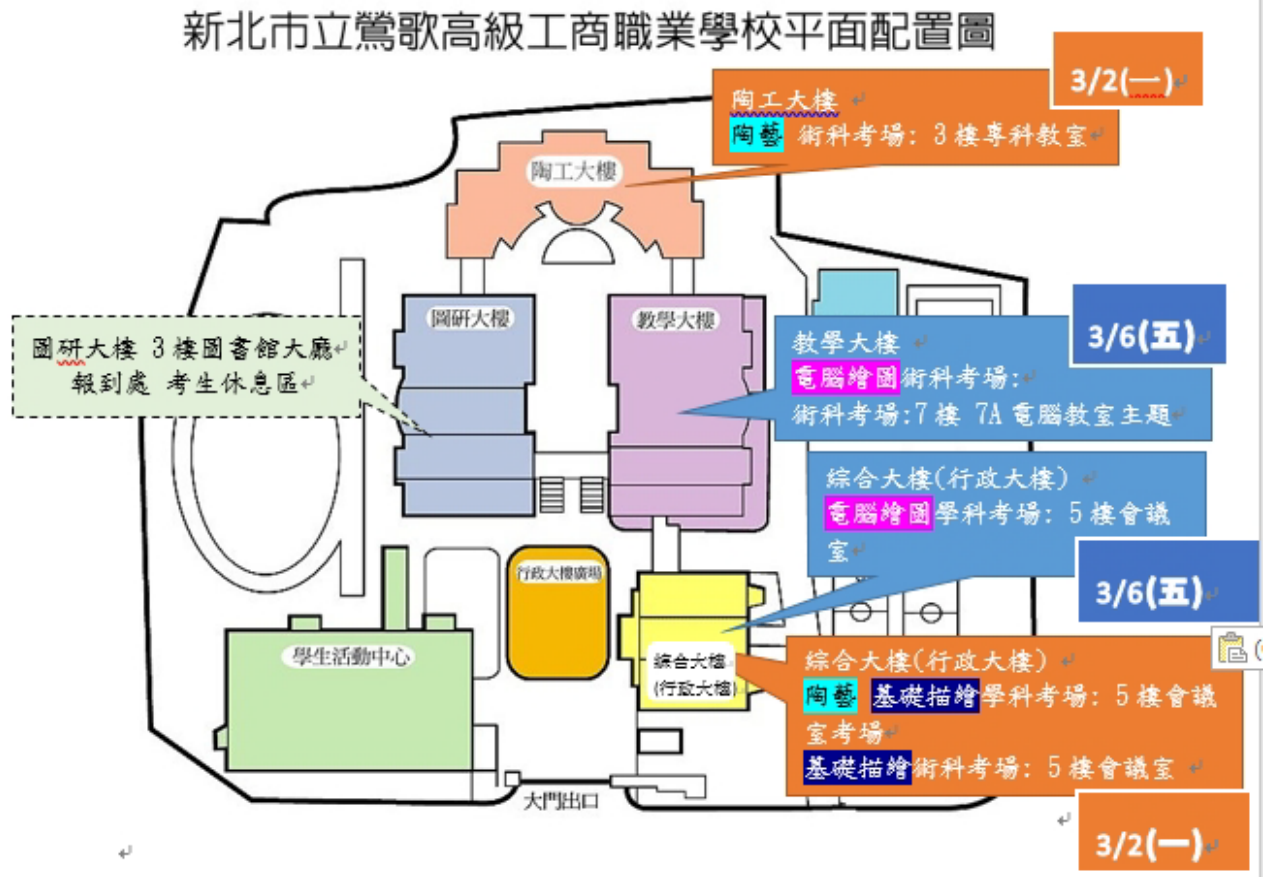 新北市立鶯歌高級工商職業學校平面配置圖
3/2(一)
陶工大樓
陶藝 術科考場: 3樓專科教室
陶工大樓
圖研大樓
教學大樓
圖研大樓 3樓圖書館大廳
報到處 考生休息區
3/6(五)
教學大樓
電腦繪圖術科考場:
術科考場:7樓 7A電腦教室主題
綜合大樓(行政大樓)
電腦繪圖學科考場: 5樓會議
室
3/6(五)
行政大樓廣場
學生活動中心
綜合大樓
(行政大樓)
綜合大樓(行政大樓)
陶藝 基礎描繪學科考場: 5樓會議
室考場
基礎描繪術科考場: 5樓會議室
大門出口
3/2(一)